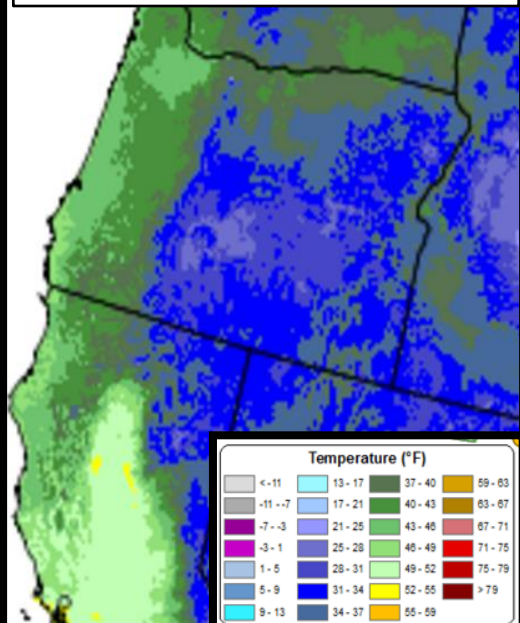 Temperature (°F)
< -11 13 - 17 37 - 40 59 - 63
-11 - -7 17 - 21 40 - 43 63 - 67
-7 - -3 21 - 25 43 - 46 67 - 71
-3 - 1 25 - 28 46 - 49 71 - 75
1 - 5 28 - 31 49 - 52 75 - 79
5 - 9 31 - 34 52 - 55 > 79
9 - 13 34 - 37 55 - 59